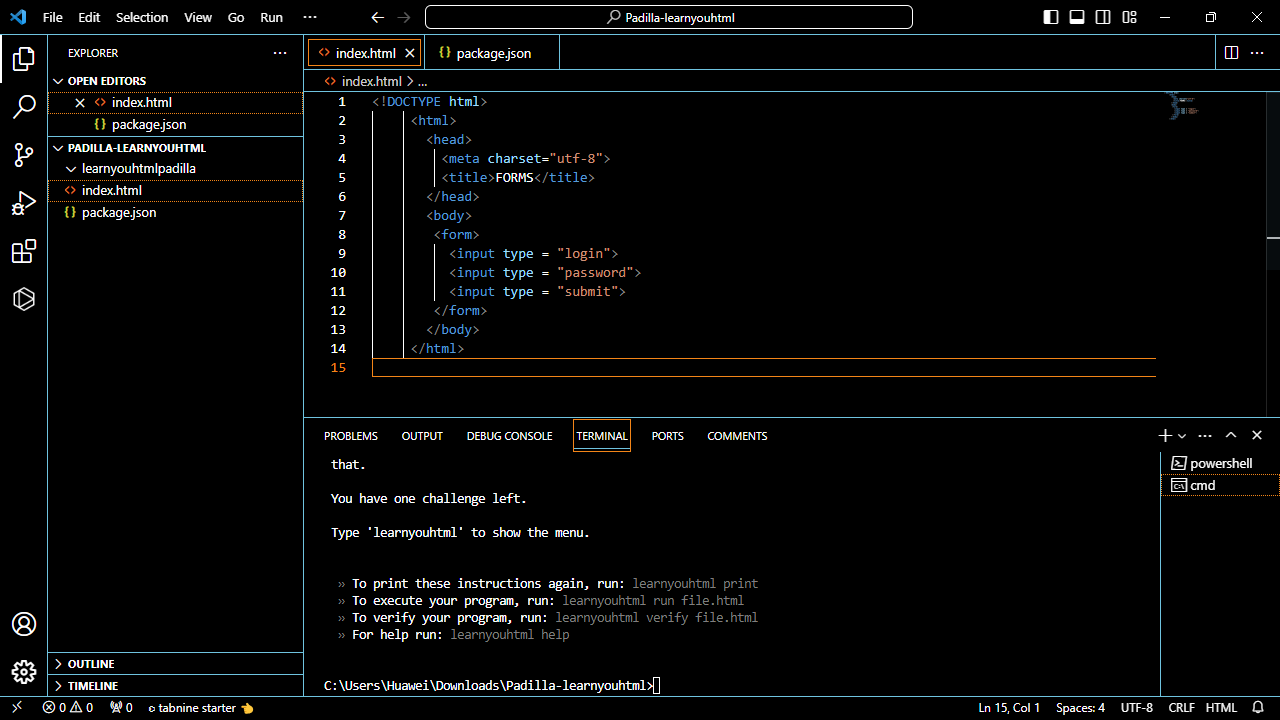 File Edit Selection View Go Run ··· Padilla-learnyouhtml
EXPLORER ···
OPEN EDITORS
index.html
package.json
PADILLA-LEARNYOUHTML
learnyouhtmlpadilla
index.html
package.json
OUTLINE
TIMELINE
index.html package.json
index.html > ...
1 <!DOCTYPE html>
2 <html>
3 <head>
4 <meta charset="utf-8">
5 <title>FORMS</title>
6 </head>
7 <body>
8 <form>
9 <input type = "login">
10 <input type = "password">
11 <input type = "submit">
12 </form>
13 </body>
14 </html>
15
PROBLEMS OUTPUT DEBUG CONSOLE TERMINAL PORTS COMMENTS
that.
You have one challenge left.
Type 'learnyouhtml' to show the menu.
» To print these instructions again, run: learnyouhtml print
» To execute your program, run: learnyouhtml run file.html
» To verify your program, run: learnyouhtml verify file.html
» For help run: learnyouhtml help
C:\Users\Huawei\Downloads\Padilla-learnyouhtml>
powershell
cmd
0 0 0 tabnine starter 👈 Ln 15, Col 1 Spaces: 4 UTF-8 CRLF HTML